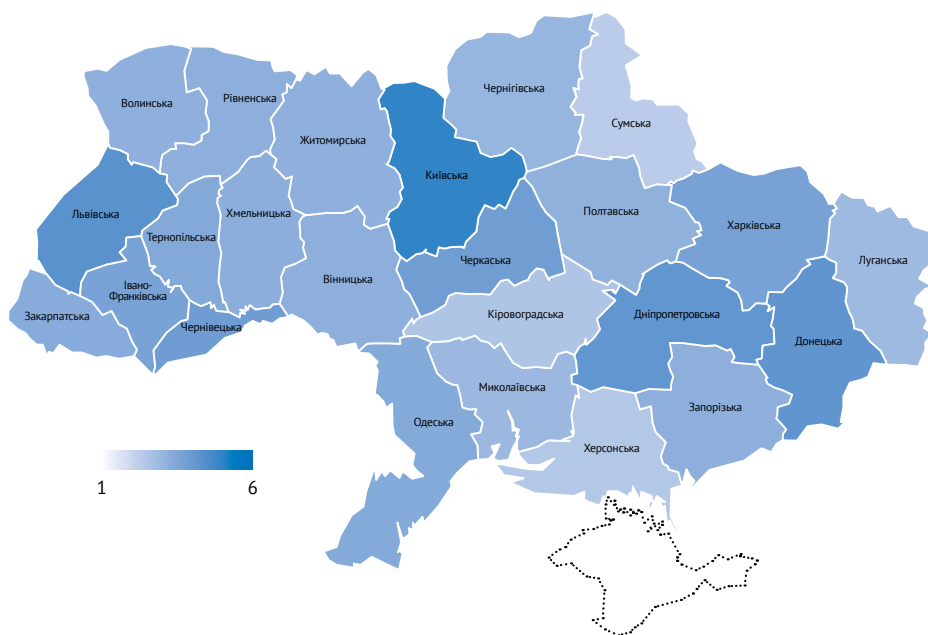 Чернігівська
Волинська
Рівненська
Сумська
Житомирська
Київська
Львівська
Хмельницька
Полтавська
Тернопільська
Харківська
Черкаська
Луганська
Вінницька
Івано-
Франківська
Закарпатська
Кіровоградська
Дніпропетровська
Чернівецька
Донецька
Миколаївська
Запорізька
Одеська
Херсонська
1
6